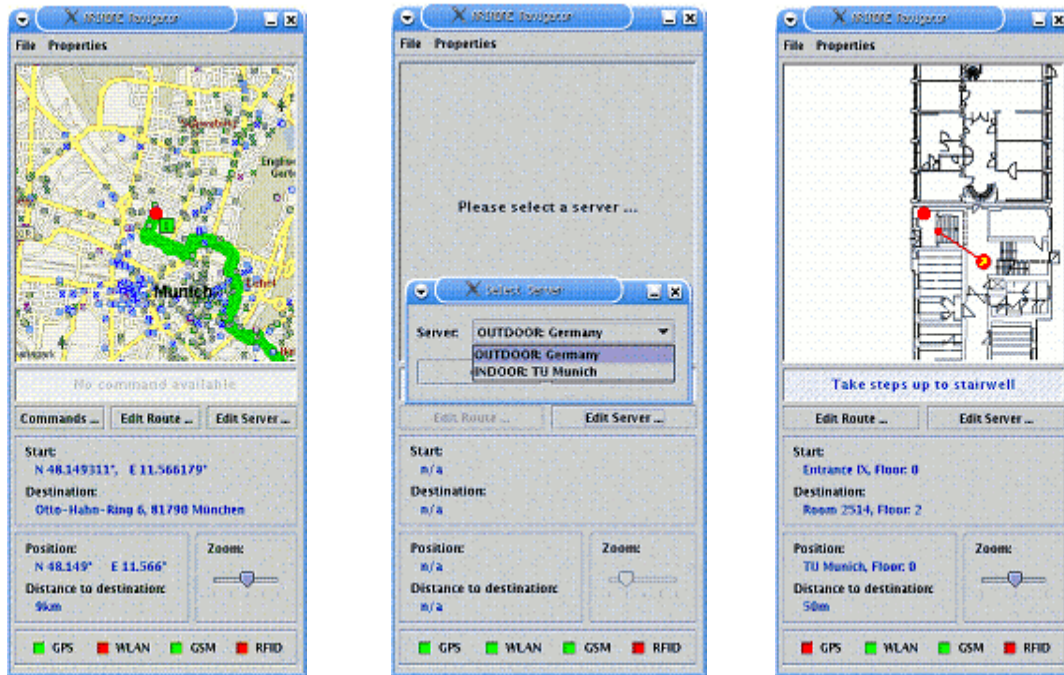 Navigator
File Properties
Munich
No command available
Commands ...
Edit Route ...
Edit Server ...
Start:
N 48.149311°, E 11.566179°
Destination:
Otto-Hahn-Ring 6, 81790 München
Position:
N 48.149° E 11.566°
Distance to destination:
9km
Zoom:
GPS WLAN GSM RFID
Navigator
File Properties
Please select a server ...
Select Server
Server: OUTDOOR: Germany
OUTDOOR: Germany
INDOOR: TU Munich
Edit Route ...
Edit Server ...
Start:
n/a
Destination:
n/a
Position:
n/a
Distance to destination:
n/a
Zoom:
GPS WLAN GSM RFID
Navigator
File Properties
Take steps up to stairwell
Edit Route ...
Edit Server ...
Start:
Entrance IX, Floor: 0
Destination:
Room 2514, Floor: 2
Position:
TU Munich, Floor: 0
Distance to destination:
50m
Zoom:
GPS WLAN GSM RFID